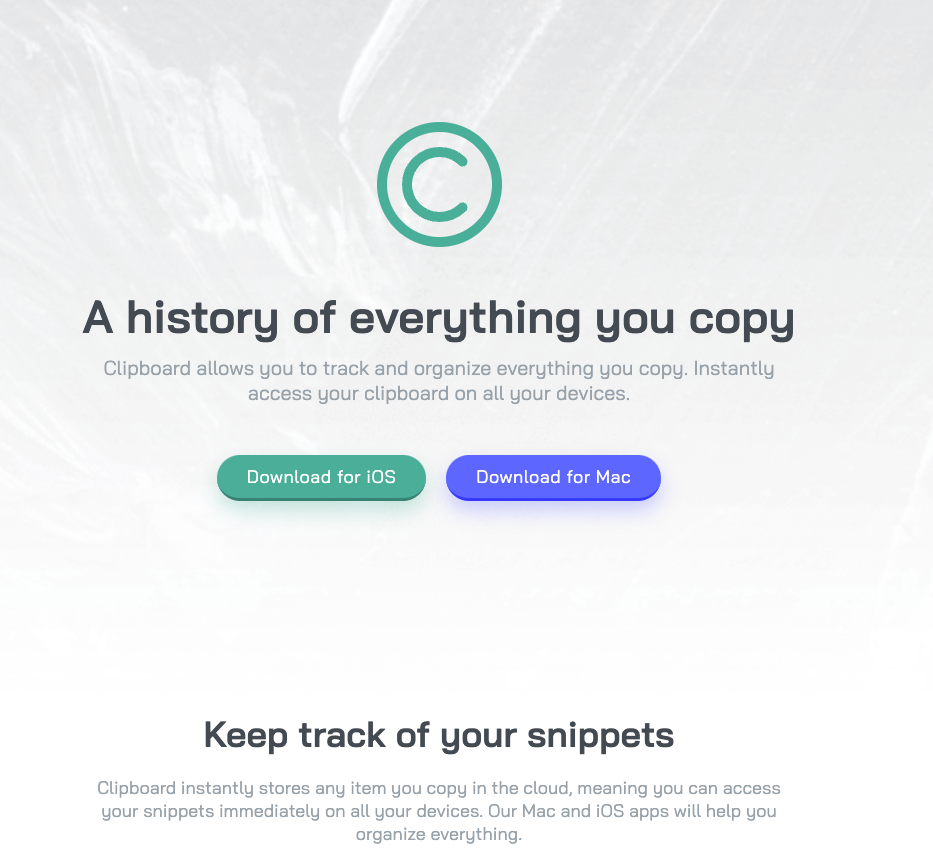 A history of everything you copy
Clipboard allows you to track and organize everything you copy. Instantly
access your clipboard on all your devices.
Download for iOS Download for Mac
Keep track of your snippets
Clipboard instantly stores any item you copy in the cloud, meaning you can access
your snippets immediately on all your devices. Our Mac and iOS apps will help you
organize everything.